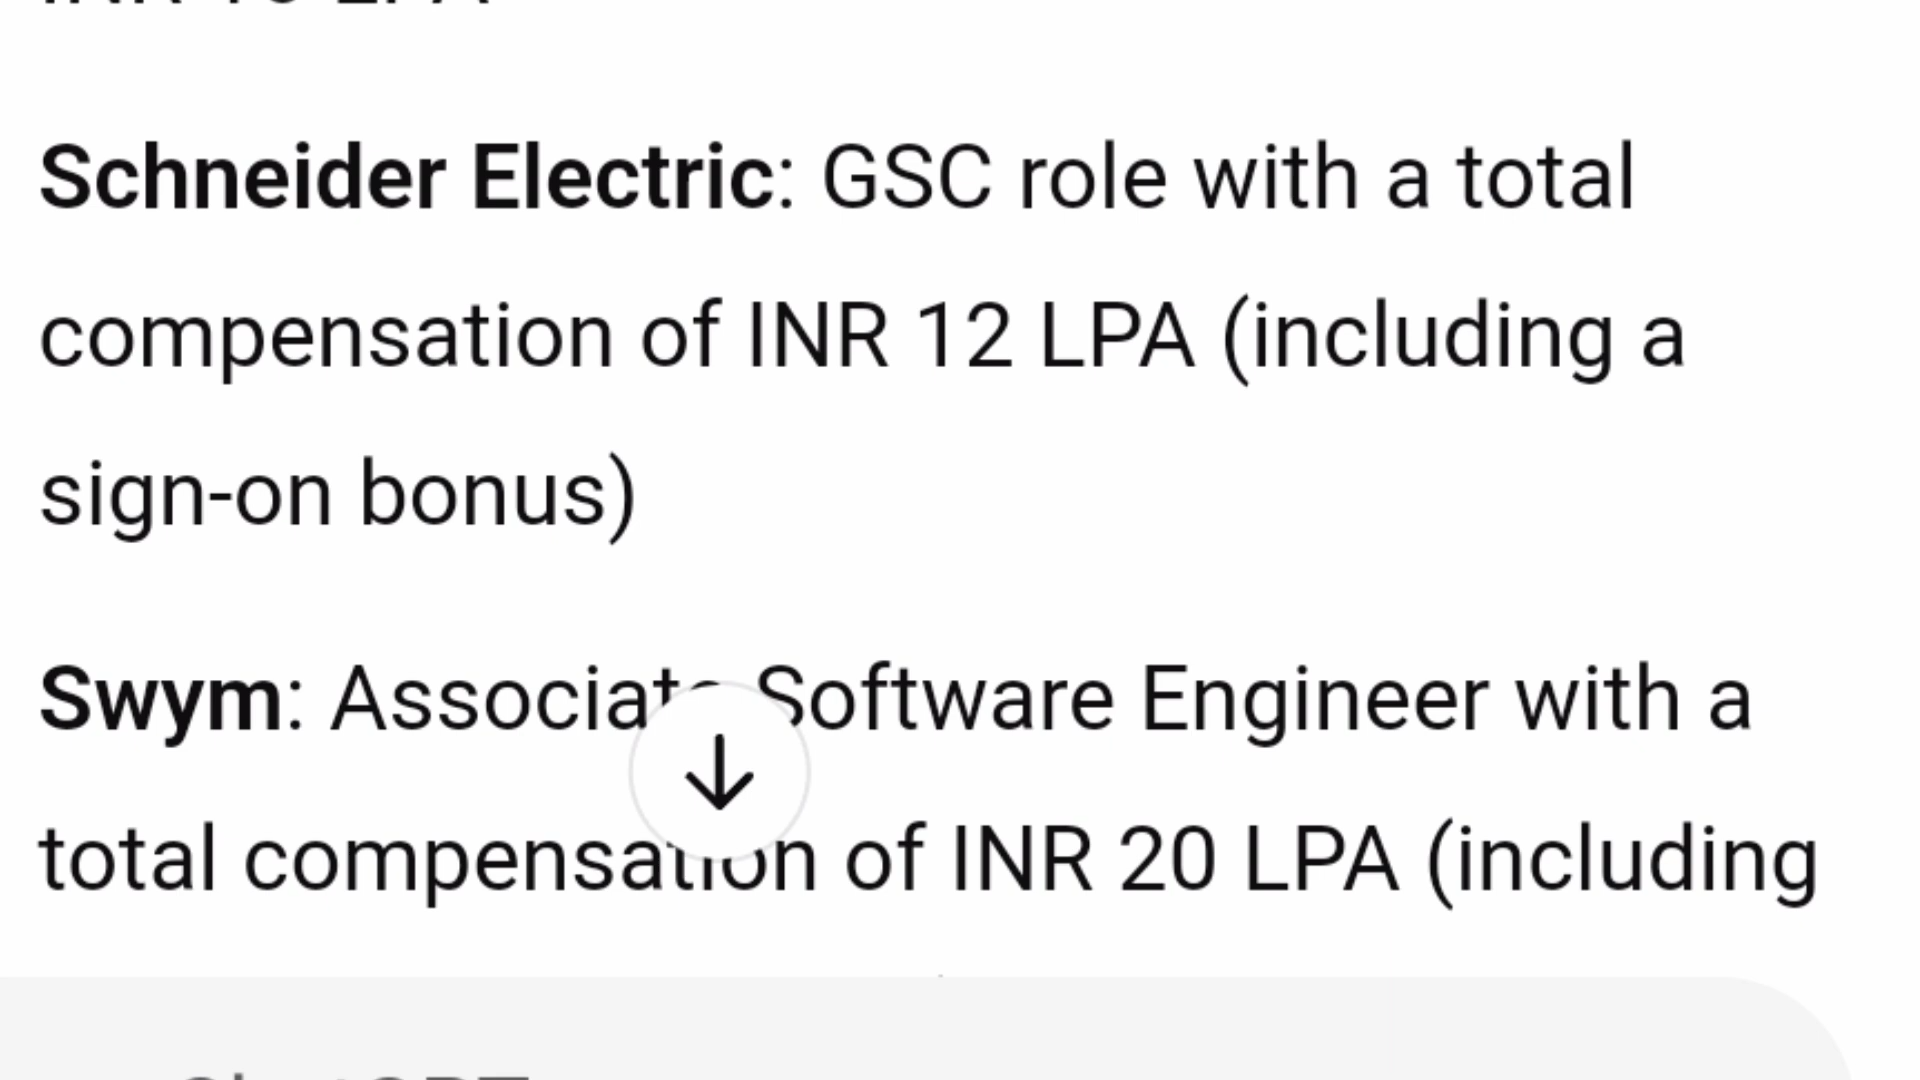 Schneider Electric: GSC role with a total
compensation of INR 12 LPA (including a
sign-on bonus)
Swym: Associate Software Engineer with a
total compensation of INR 20 LPA (including